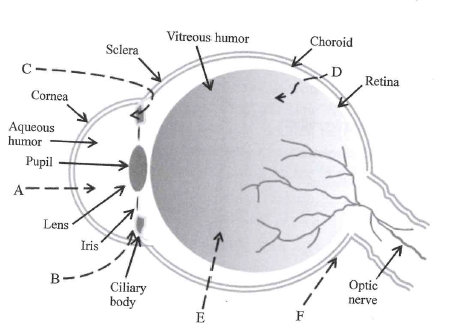 Vitreous humor
Choroid
Sclera
D
C
Retina
Cornea
Aqueous
humor
Pupil
A
Lens
Iris
B
Ciliary
body
E
F
Optic
nerve